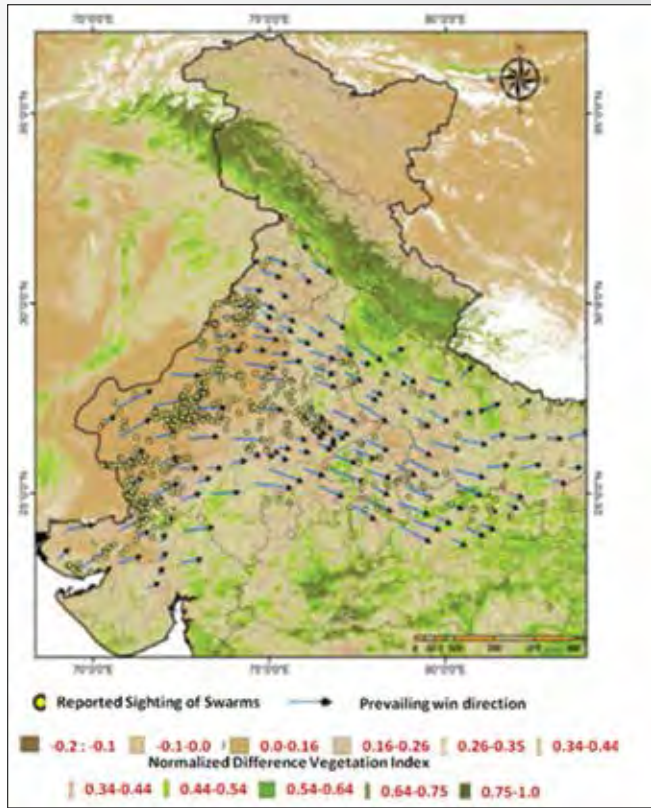 70°0'0"E 75°0'0"E 80°0'0"E
35°0'0"N
30°0'0"N
25°0'0"N
70°0'0"E 75°0'0"E 80°0'0"E
Reported Sighting of Swarms Prevailing win direction
-0.2 : -0.1 -0.1-0.0 0.0-0.16 0.16-0.26 0.26-0.35 0.34-0.44
Normalized Difference Vegetation Index
0.34-0.44 0.44-0.54 0.54-0.64 0.64-0.75 0.75-1.0